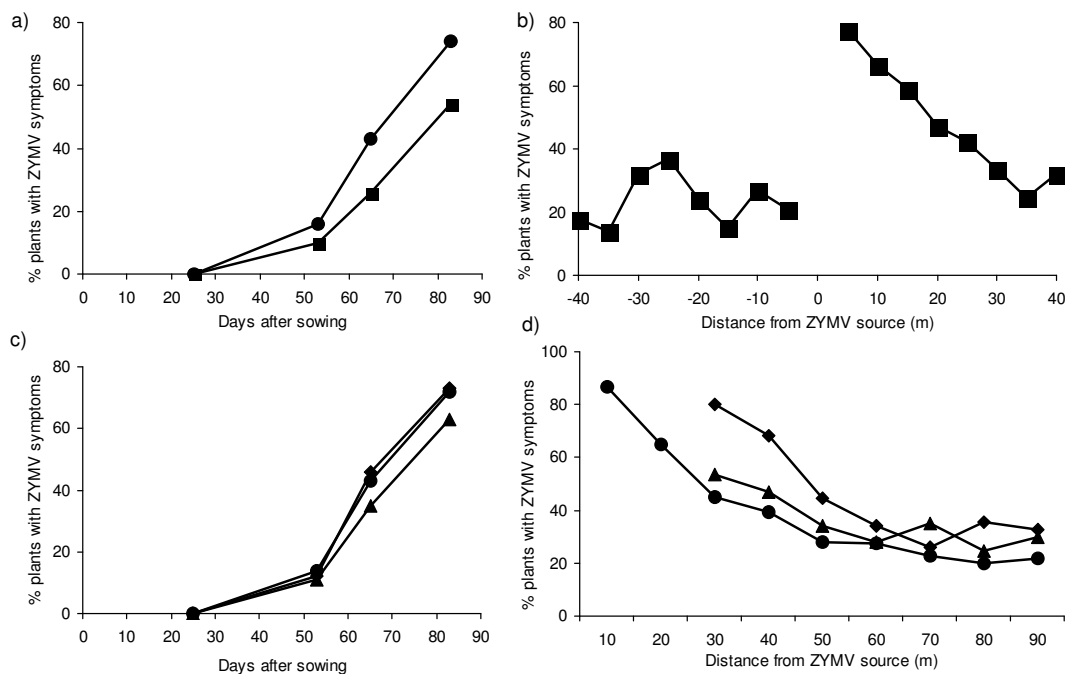 a)
% plants with ZYMV symptoms
80
60
40
20
0
0 10 20 30 40 50 60 70 80 90
Days after sowing
b)
% plants with ZYMV symptoms
80
60
40
20
0
-40 -30 -20 -10 0 10 20 30 40
Distance from ZYMV source (m)
c)
% plants with ZYMV symptoms
80
60
40
20
0
0 10 20 30 40 50 60 70 80 90
Days after sowing
d)
% plants with ZYMV symptoms
100
80
60
40
20
0
10 20 30 40 50 60 70 80 90
Distance from ZYMV source (m)